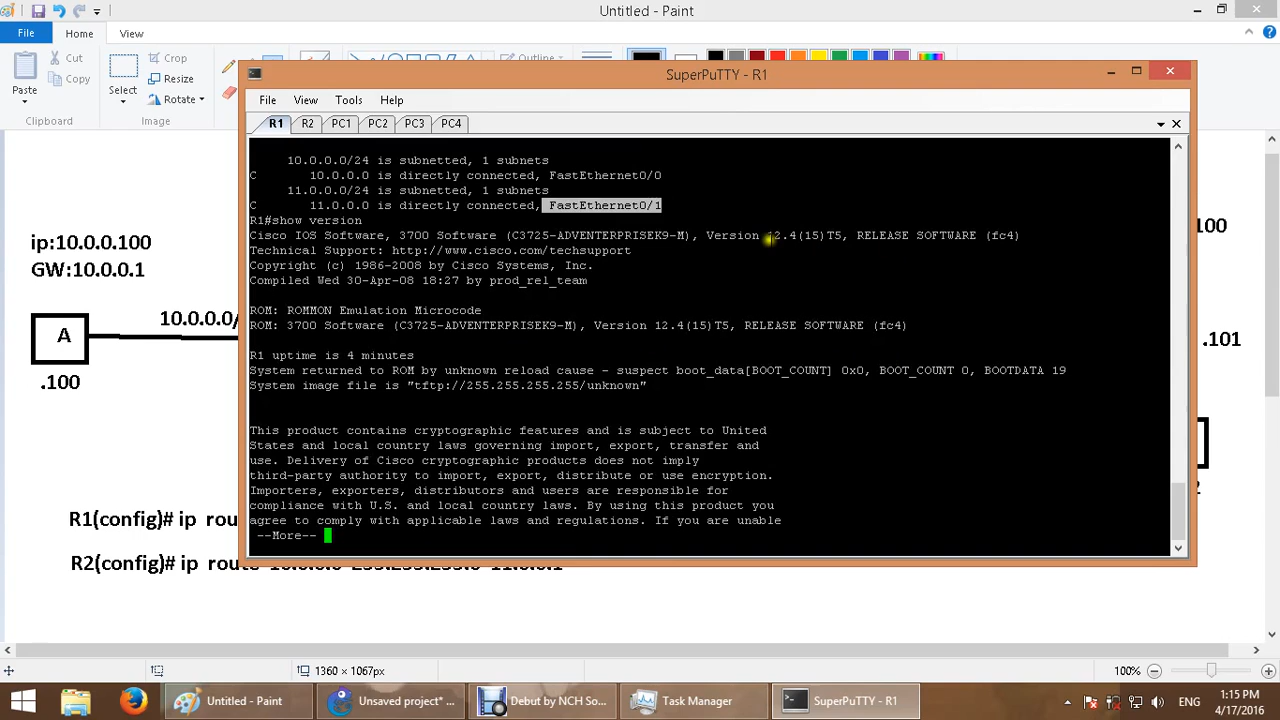 Untitled - Paint
File Home View
Paste
Cut
Copy
Clipboard
Select
Crop
Resize
Rotate
Image
Outline
SuperPuTTY - R1
File View Tools Help
R1 R2 PC1 PC2 PC3 PC4
10.0.0.0/24 is subnetted, 1 subnets
C 10.0.0.0 is directly connected, FastEthernet0/0
11.0.0.0/24 is subnetted, 1 subnets
C 11.0.0.0 is directly connected, FastEthernet0/1
R1#show version
Cisco IOS Software, 3700 Software (C3725-ADVENTERPRISEK9-M), Version 12.4(15)T5, RELEASE SOFTWARE (fc4)
Technical Support: http://www.cisco.com/techsupport
Copyright (c) 1986-2008 by Cisco Systems, Inc.
Compiled Wed 30-Apr-08 18:27 by prod_rel_team
ROM: ROMMON Emulation Microcode
ROM: 3700 Software (C3725-ADVENTERPRISEK9-M), Version 12.4(15)T5, RELEASE SOFTWARE (fc4)
R1 uptime is 4 minutes
System returned to ROM by unknown reload cause - suspect boot_data[BOOT_COUNT] 0x0, BOOT_COUNT 0, BOOTDATA 19
System image file is "tftp://255.255.255.255/unknown"
This product contains cryptographic features and is subject to United
States and local country laws governing import, export, transfer and
use. Delivery of Cisco cryptographic products does not imply
third-party authority to import, export, distribute or use encryption.
Importers, exporters, distributors and users are responsible for
compliance with U.S. and local country laws. By using this product you
agree to comply with applicable laws and regulations. If you are unable
--More--
ip:10.0.0.100
GW:10.0.0.1
A
10.0.0.0/
.100
100
.101
R1(config)# ip rou
R2(config)# ip route 10.0.0.0 255.255.255.0 11.0.0.1
1360 × 1067px
100%
Untitled - Paint
Unsaved project* ...
Debut by NCH So...
Task Manager
SuperPuTTY - R1
ENG
1:15 PM
4/17/2016